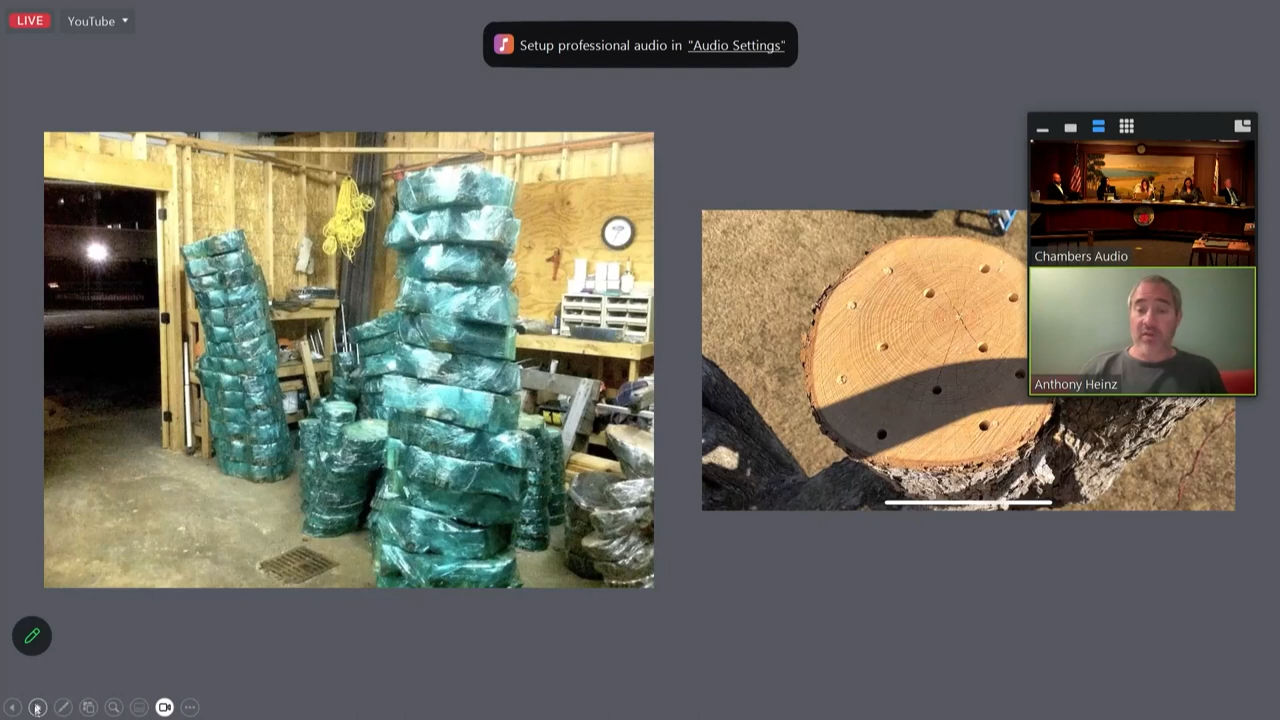 LIVE
YouTube
Setup professional audio in "Audio Settings"
Chambers Audio
Anthony Heinz